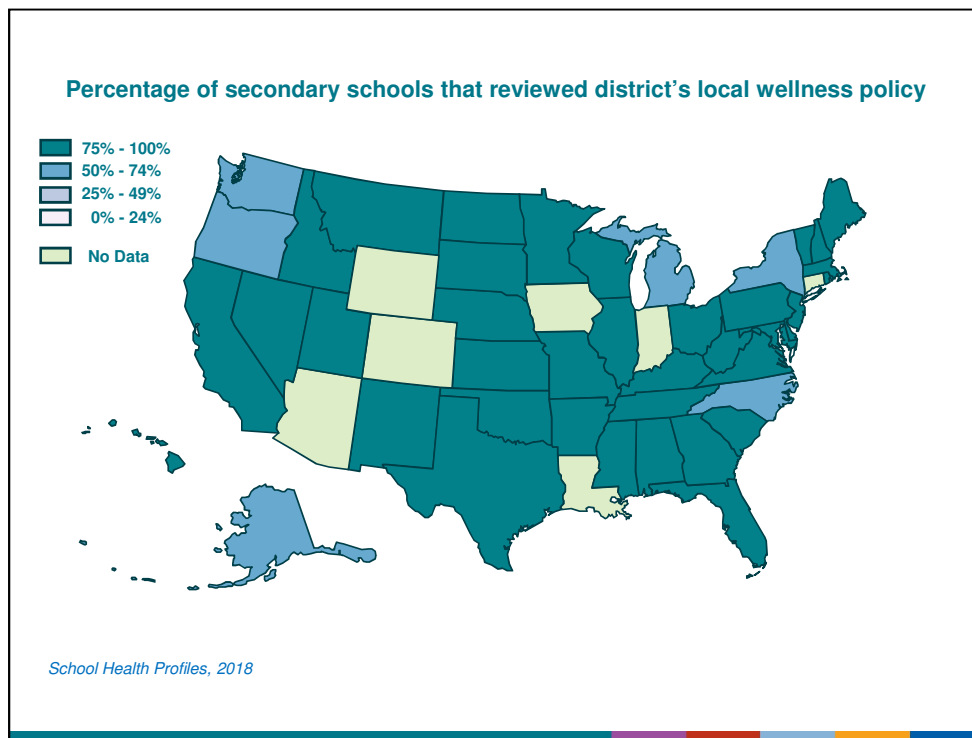 Percentage of secondary schools that reviewed district’s local wellness policy
75% - 100%
50% - 74%
25% - 49%
0% - 24%
No Data
School Health Profiles, 2018